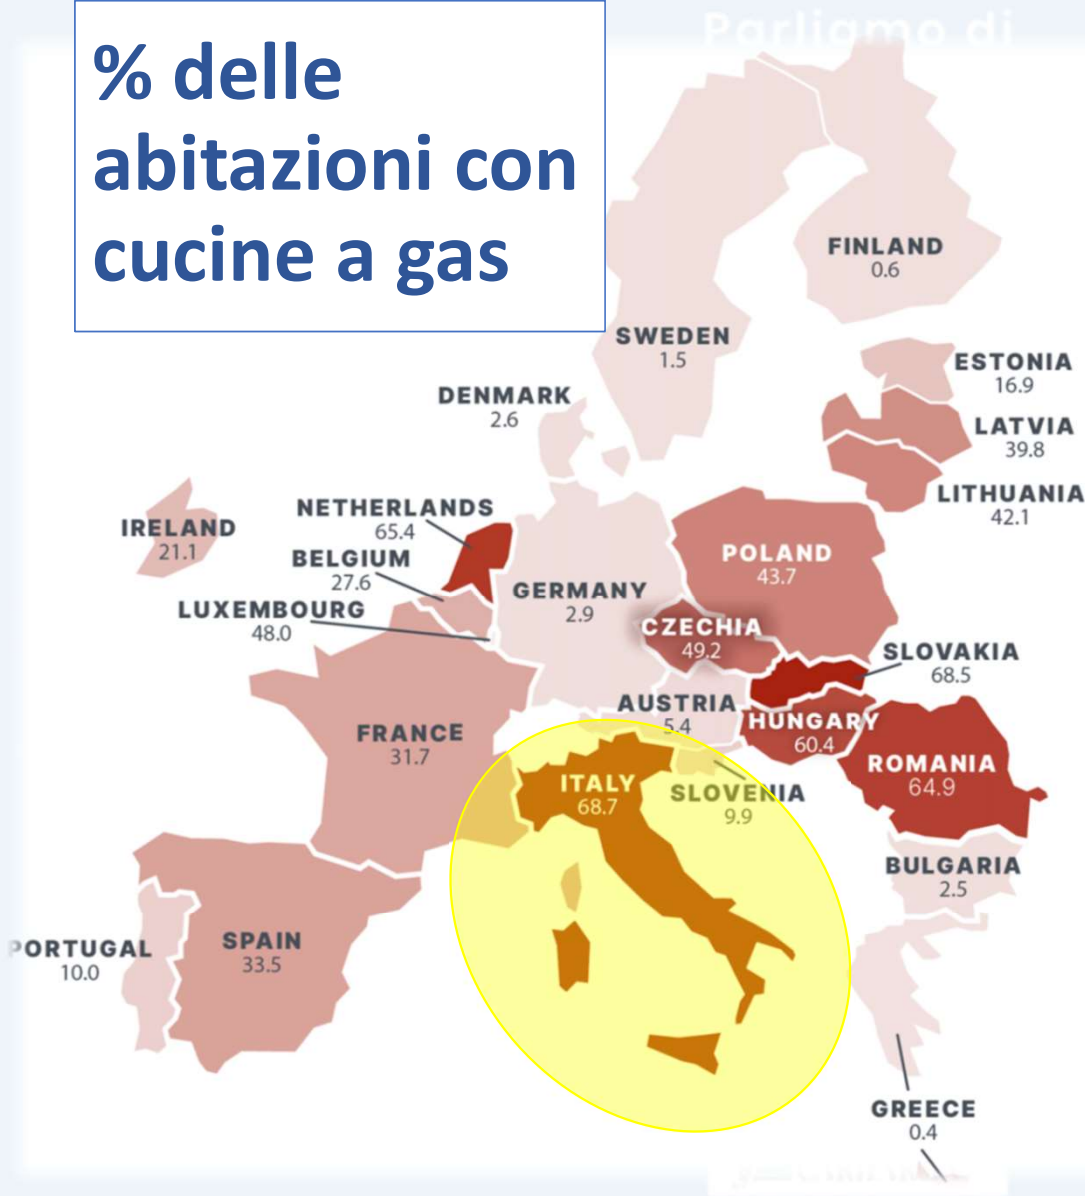 Parliamo di
% delle
abitazioni con
cucine a gas
FINLAND
0.6
SWEDEN
1.5
ESTONIA
16.9
DENMARK
2.6
LATVIA
39.8
LITHUANIA
42.1
NETHERLANDS
65.4
IRELAND
21.1
BELGIUM
27.6
POLAND
43.7
GERMANY
2.9
LUXEMBOURG
48.0
CZECHIA
49.2
SLOVAKIA
68.5
AUSTRIA
5.4
HUNGARY
60.4
FRANCE
31.7
ROMANIA
64.9
ITALY
68.7
SLOVENIA
9.9
BULGARIA
2.5
SPAIN
33.5
PORTUGAL
10.0
GREECE
0.4